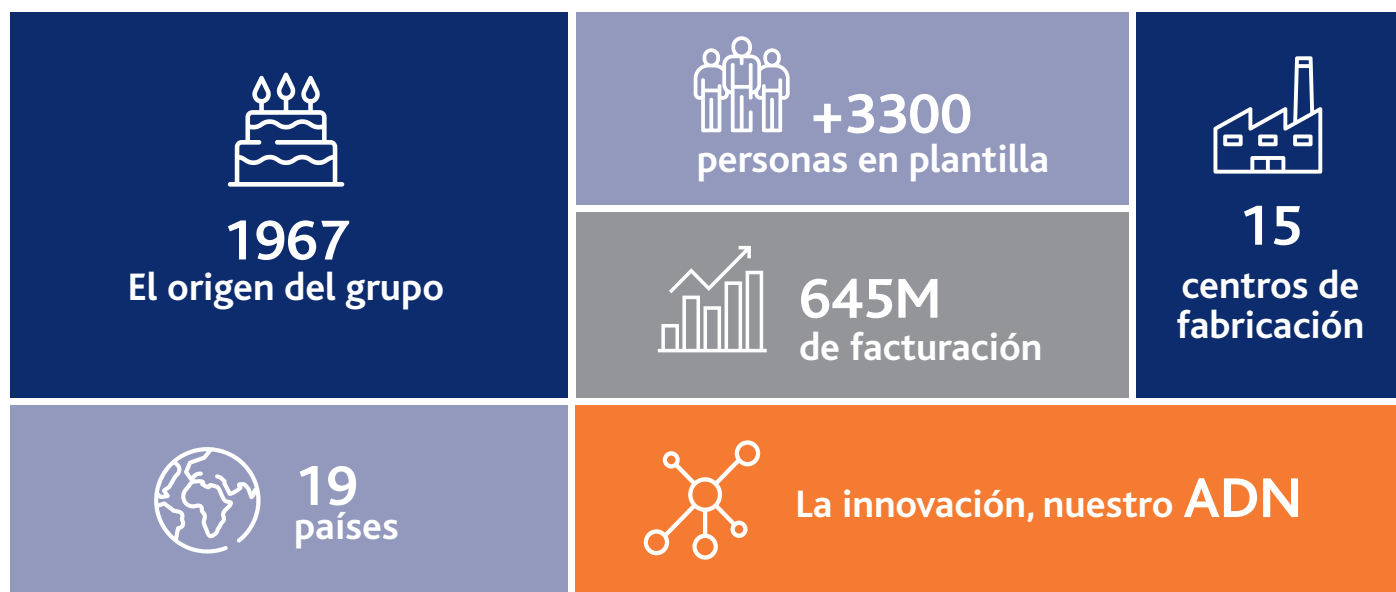 1967
El origen del grupo
+3300
personas en plantilla
645M
de facturación
15
centros de
fabricación
19
países
La innovación, nuestro ADN